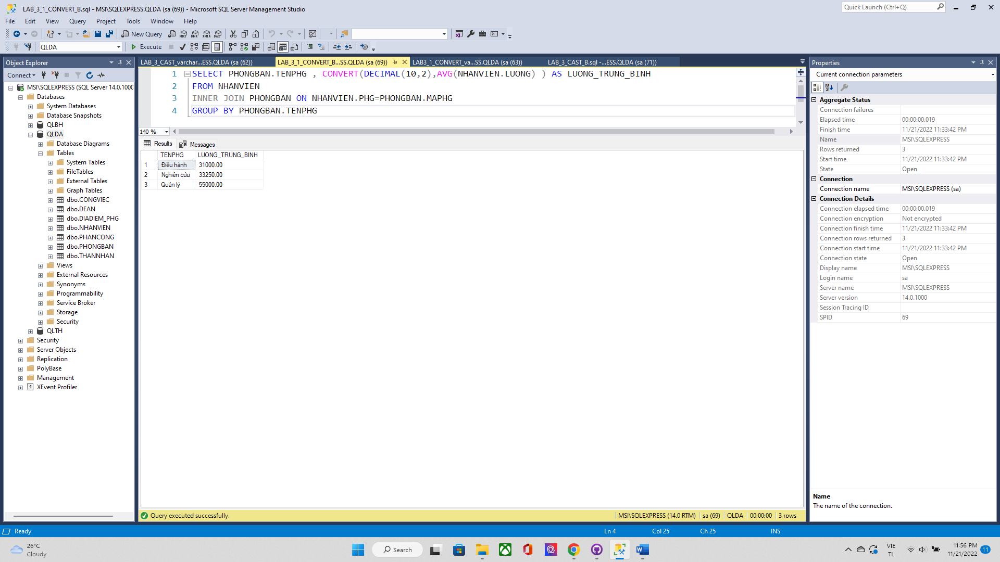 LAB_3_1_CONVERT_B.sql - MSI\SQLEXPRESS.QLDA (sa (69)) - Microsoft SQL Server Management Studio
Quick Launch (Ctrl+Q)
File Edit View Query Project Tools Window Help
New Query
MDX DMX XMLA DAX
QLDA
Execute
Object Explorer
Connect
MSI\SQLEXPRESS (SQL Server 14.0.1000
Databases
System Databases
Database Snapshots
QLBH
QLDA
Database Diagrams
Tables
System Tables
FileTables
External Tables
Graph Tables
dbo.CONGVIEC
dbo.DEAN
dbo.DIADIEM_PHG
dbo.NHANVIEN
dbo.PHANCONG
dbo.PHONGBAN
dbo.THANNHAN
Views
External Resources
Synonyms
Programmability
Service Broker
Storage
Security
QLTH
Security
Server Objects
Replication
PolyBase
Management
XEvent Profiler
LAB_3_CAST_varchar...ESS.QLDA (sa (62))
LAB_3_1_CONVERT_B...SS.QLDA (sa (69))
LAB3_1_CONVERT_va...SS.QLDA (sa (63))
LAB_3_CAST_B.sql -...ESS.QLDA (sa (71))
1 SELECT PHONGBAN.TENPHG , CONVERT(DECIMAL(10,2),AVG(NHANVIEN.LUONG) ) AS LUONG_TRUNG_BINH
2 FROM NHANVIEN
3 INNER JOIN PHONGBAN ON NHANVIEN.PHG=PHONGBAN.MAPHG
4 GROUP BY PHONGBAN.TENPHG
140 %
Results Messages
TENPHG LUONG_TRUNG_BINH
1 Điều hành 31000.00
2 Nghiên cứu 33250.00
3 Quản lý 55000.00
Query executed successfully.
MSI\SQLEXPRESS (14.0 RTM) sa (69) QLDA 00:00:00 3 rows
Properties
Current connection parameters
Aggregate Status
Connection failures
Elapsed time 00:00:00.019
Finish time 11/21/2022 11:33:42 PM
Name MSI\SQLEXPRESS
Rows returned 3
Start time 11/21/2022 11:33:42 PM
State Open
Connection
Connection name MSI\SQLEXPRESS (sa)
Connection Details
Connection elapsed time 00:00:00.019
Connection encryption Not encrypted
Connection finish time 11/21/2022 11:33:42 PM
Connection rows returned 3
Connection start time 11/21/2022 11:33:42 PM
Connection state Open
Display name MSI\SQLEXPRESS
Login name sa
Server name MSI\SQLEXPRESS
Server version 14.0.1000
Session Tracing ID
SPID 69
Name
The name of the connection.
Ready Ln 4 Col 25 Ch 25 INS
26°C
Cloudy
Search
VIE
TL
11:56 PM
11/21/2022
11